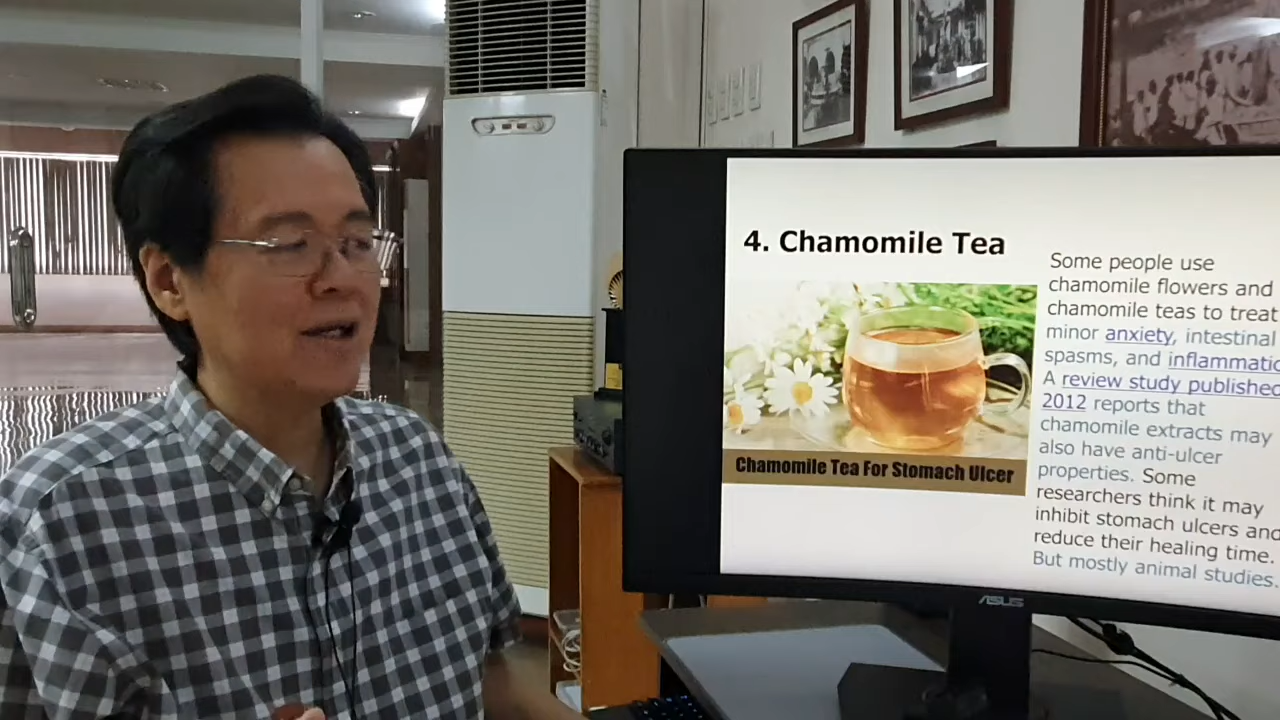 4. Chamomile Tea
Chamomile Tea For Stomach Ulcer
Some people use
chamomile flowers and
chamomile teas to treat
minor anxiety, intestinal
spasms, and inflammatio
A review study published
2012 reports that
chamomile extracts may
also have anti-ulcer
properties. Some
researchers think it may
inhibit stomach ulcers and
reduce their healing time.
But mostly animal studies.
ASUS